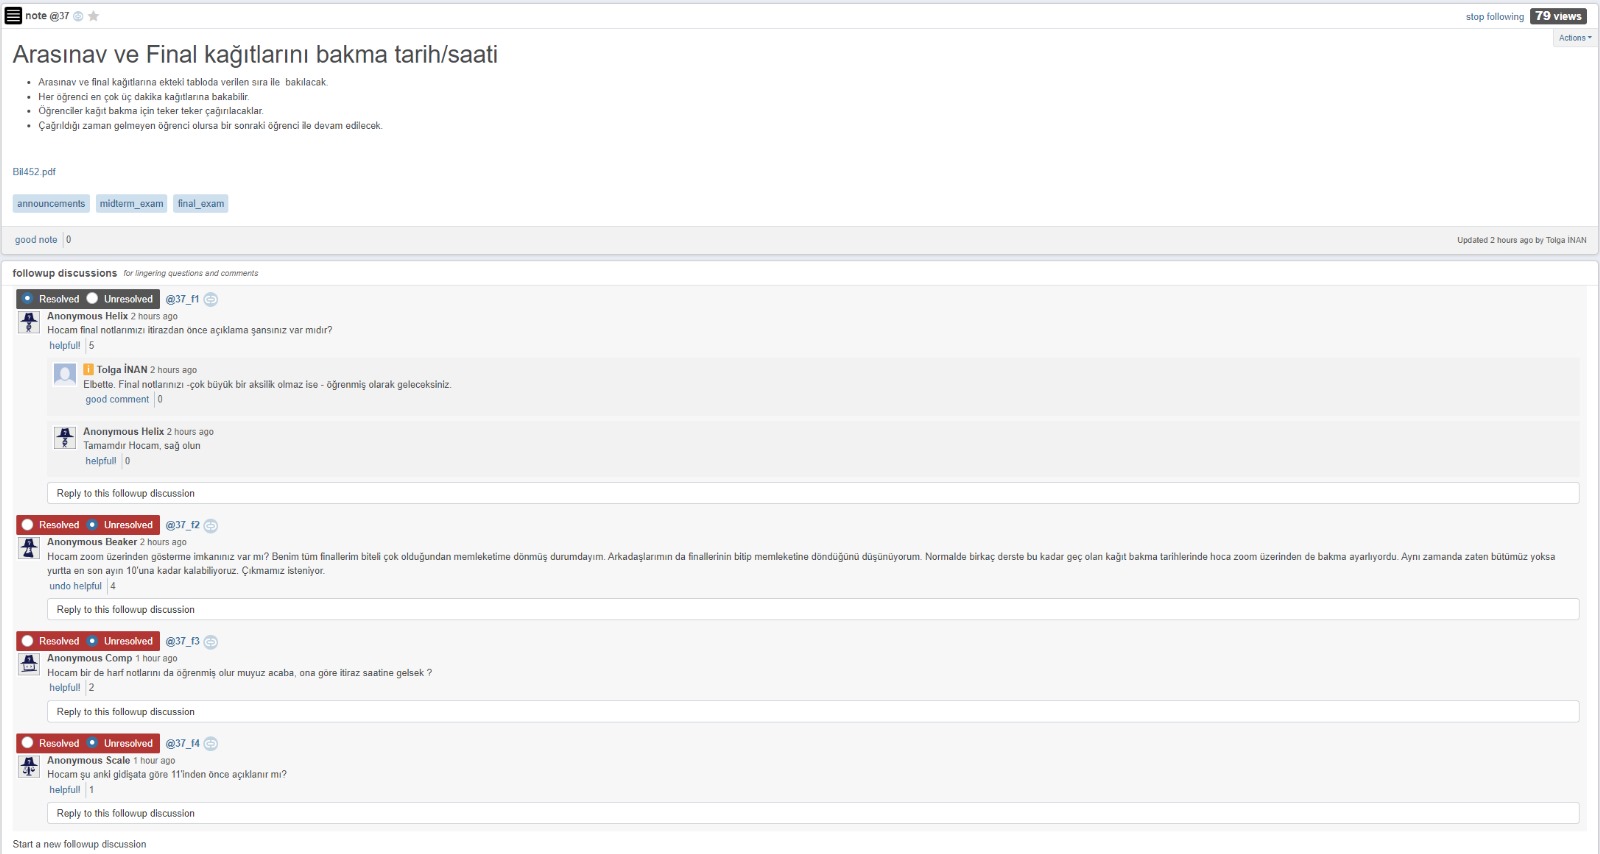 note @37
stop following 79 views
Actions
Arasınav ve Final kağıtlarını bakma tarih/saati
Arasınav ve final kağıtlarına ekteki tabloda verilen sıra ile bakılacak.
Her öğrenci en çok üç dakika kağıtlarına bakabilir.
Öğrenciler kağıt bakma için teker teker çağırılacaklar.
Çağrıldığı zaman gelmeyen öğrenci olursa bir sonraki öğrenci ile devam edilecek.
Bil452.pdf
announcements midterm_exam final_exam
good note 0
Updated 2 hours ago by Tolga İNAN
followup discussions for lingering questions and comments
Resolved Unresolved @37_f1
Anonymous Helix 2 hours ago
Hocam final notlarımızı itirazdan önce açıklama şansınız var mıdır?
helpful! 5
i Tolga İNAN 2 hours ago
Elbette. Final notlarınızı -çok büyük bir aksilik olmaz ise - öğrenmiş olarak geleceksiniz.
good comment 0
Anonymous Helix 2 hours ago
Tamamdır Hocam, sağ olun
helpful! 0
Reply to this followup discussion
Resolved Unresolved @37_f2
Anonymous Beaker 2 hours ago
Hocam zoom üzerinden gösterme imkanınız var mı? Benim tüm finallerim biteli çok olduğundan memleketime dönmüş durumdayım. Arkadaşlarımın da finallerinin bitip memleketine döndüğünü düşünüyorum. Normalde birkaç derste bu kadar geç olan kağıt bakma tarihlerinde hoca zoom üzerinden de bakma ayarlıyordu. Aynı zamanda zaten bütümüz yoksa
yurtta en son ayın 10'una kadar kalabiliyoruz. Çıkmamız isteniyor.
undo helpful 4
Reply to this followup discussion
Resolved Unresolved @37_f3
Anonymous Comp 1 hour ago
Hocam bir de harf notlarını da öğrenmiş olur muyuz acaba, ona göre itiraz saatine gelsek ?
helpful! 2
Reply to this followup discussion
Resolved Unresolved @37_f4
Anonymous Scale 1 hour ago
Hocam şu anki gidişata göre 11'inden önce açıklanır mı?
helpful! 1
Reply to this followup discussion
Start a new followup discussion